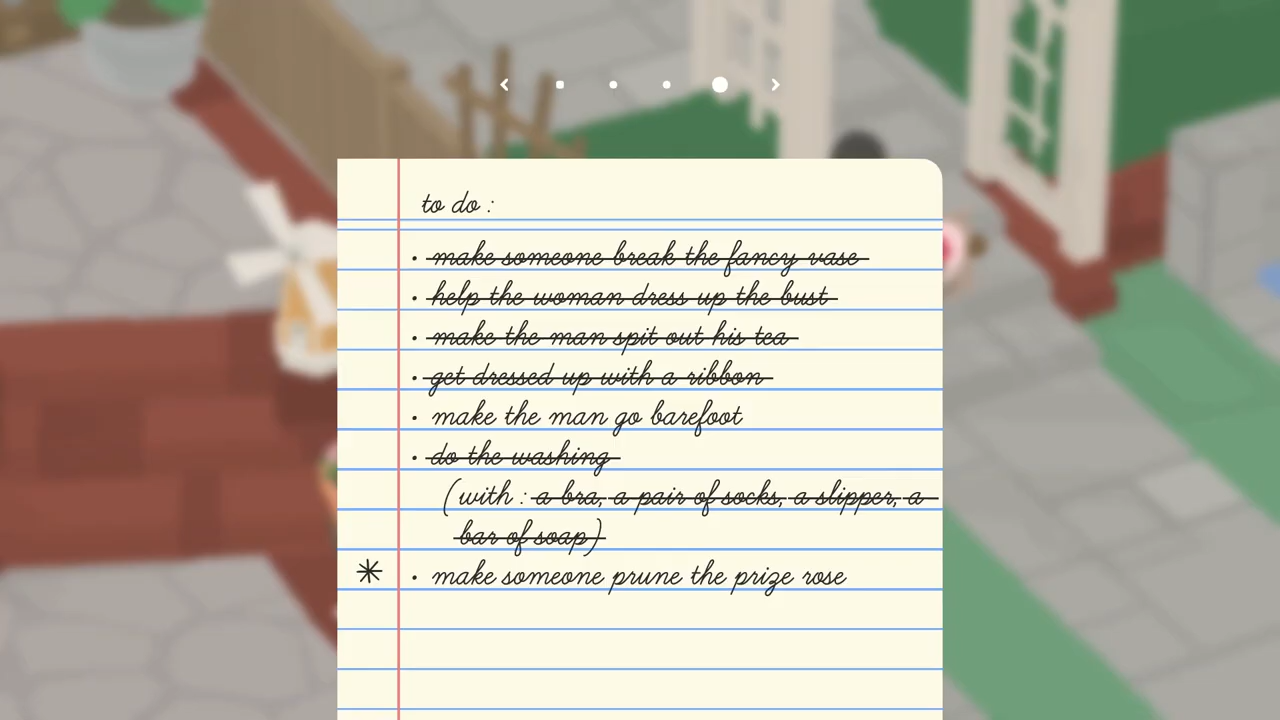 to do :
· make someone break the fancy vase
· help the woman dress up the bust
· make the man spit out his tea
· get dressed up with a ribbon
· make the man go barefoot
· do the washing
(with : a bra, a pair of socks, a slipper, a
bar of soap)
· make someone prune the prize rose